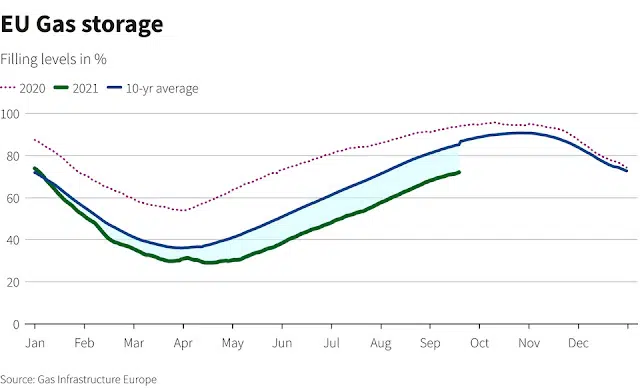 EU Gas storage
Filling levels in %
2020 2021 10-yr average
100
80
60
40
20
0
Jan Feb Mar Apr May Jun Jul Aug Sep Oct Nov Dec
Source: Gas Infrastructure Europe